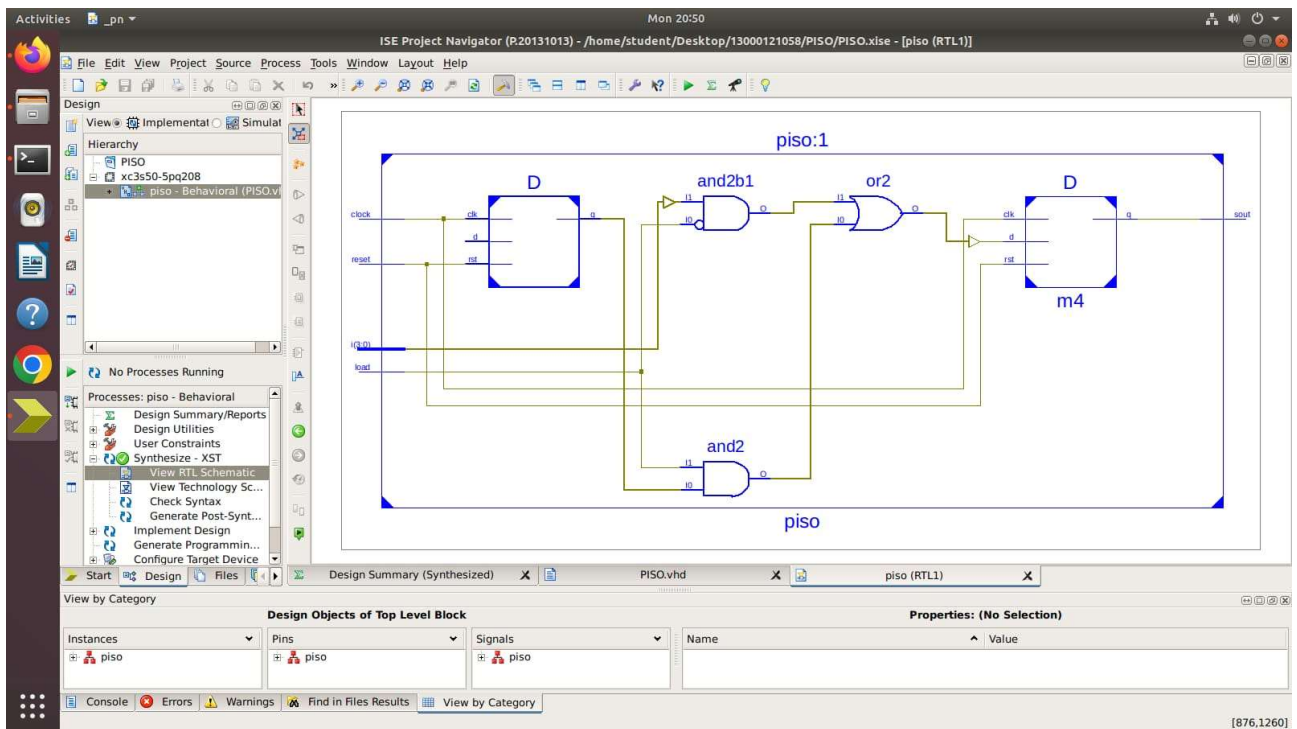 Activities _pn Mon 20:50
ISE Project Navigator (P.20131013) - /home/student/Desktop/13000121058/PISO/PISO.xise - [piso (RTL1)]
File Edit View Project Source Process Tools Window Layout Help
Design
View Implementat Simulat
Hierarchy
PISO
xc3s50-5pq208
piso - Behavioral (PISO.vl
No Processes Running
Processes: piso - Behavioral
Design Summary/Reports
Design Utilities
User Constraints
Synthesize - XST
View RTL Schematic
View Technology Sc...
Check Syntax
Generate Post-Synt...
Implement Design
Generate Programmin...
Configure Target Device
Start Design Files
piso:1
D and2b1 or2 D
clock clk q I1 O I1 O clk q sout
d I0 I0 d
reset rst rst
m4
I(3:0)
load
and2
I1 O
I0
piso
Design Summary (Synthesized) PISO.vhd piso (RTL1)
View by Category
Design Objects of Top Level Block Properties: (No Selection)
Instances Pins Signals Name Value
piso piso piso
Console Errors Warnings Find in Files Results View by Category
[876,1260]